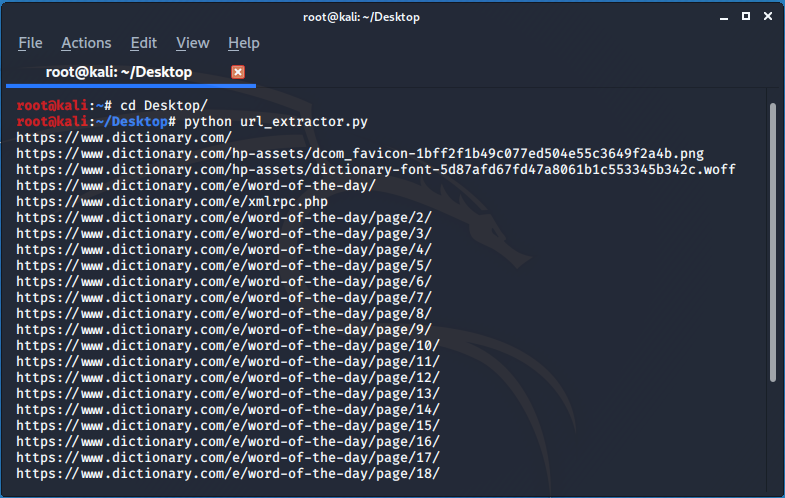 root@kali: ~/Desktop
File Actions Edit View Help
root@kali: ~/Desktop
root@kali:~# cd Desktop/
root@kali:~/Desktop# python url_extractor.py
https://www.dictionary.com/
https://www.dictionary.com/hp-assets/dcom_favicon-1bff2f1b49c077ed504e55c3649f2a4b.png
https://www.dictionary.com/hp-assets/dictionary-font-5d87afd67fd47a8061b1c553345b342c.woff
https://www.dictionary.com/e/word-of-the-day/
https://www.dictionary.com/e/xmlrpc.php
https://www.dictionary.com/e/word-of-the-day/page/2/
https://www.dictionary.com/e/word-of-the-day/page/3/
https://www.dictionary.com/e/word-of-the-day/page/4/
https://www.dictionary.com/e/word-of-the-day/page/5/
https://www.dictionary.com/e/word-of-the-day/page/6/
https://www.dictionary.com/e/word-of-the-day/page/7/
https://www.dictionary.com/e/word-of-the-day/page/8/
https://www.dictionary.com/e/word-of-the-day/page/9/
https://www.dictionary.com/e/word-of-the-day/page/10/
https://www.dictionary.com/e/word-of-the-day/page/11/
https://www.dictionary.com/e/word-of-the-day/page/12/
https://www.dictionary.com/e/word-of-the-day/page/13/
https://www.dictionary.com/e/word-of-the-day/page/14/
https://www.dictionary.com/e/word-of-the-day/page/15/
https://www.dictionary.com/e/word-of-the-day/page/16/
https://www.dictionary.com/e/word-of-the-day/page/17/
https://www.dictionary.com/e/word-of-the-day/page/18/